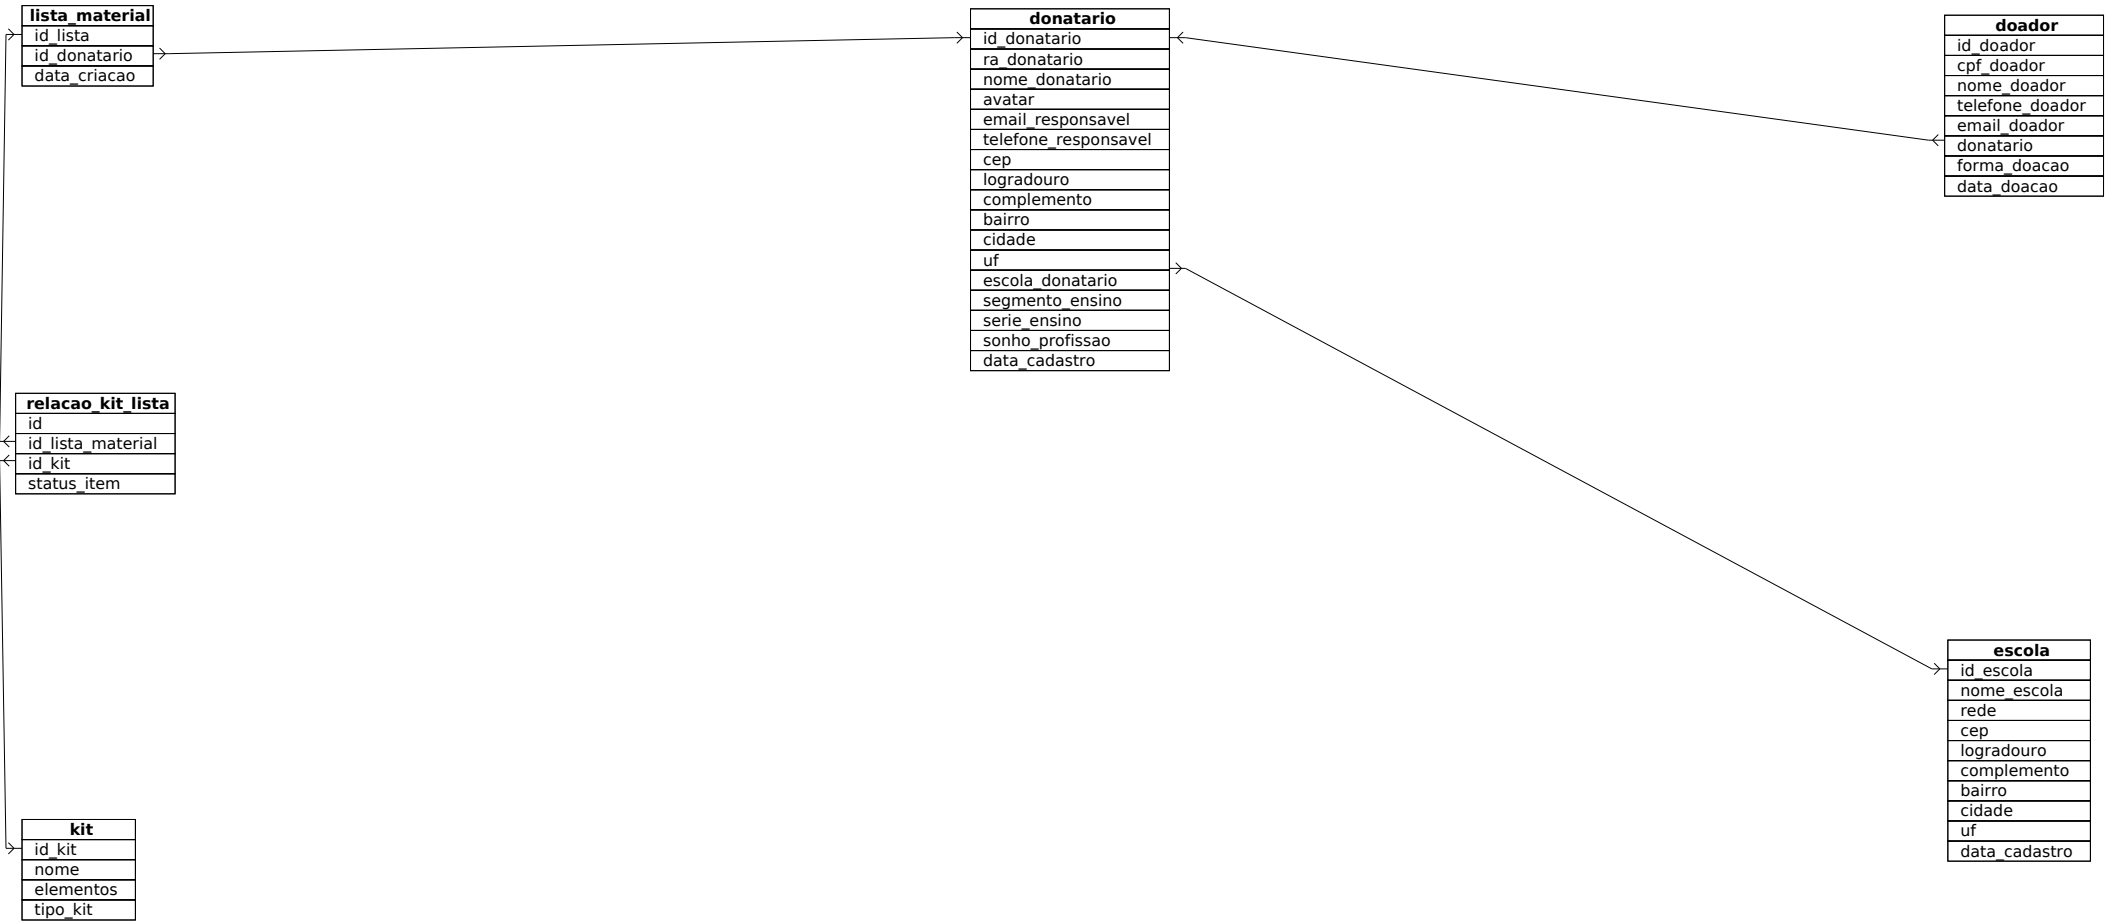 lista_material
id_lista
id_donatario
data_criacao
donatario
id_donatario
ra_donatario
nome_donatario
avatar
email_responsavel
telefone_responsavel
cep
logradouro
complemento
bairro
cidade
uf
escola_donatario
segmento_ensino
serie_ensino
sonho_profissao
data_cadastro
doador
id_doador
cpf_doador
nome_doador
telefone_doador
email_doador
donatario
forma_doacao
data_doacao
relacao_kit_lista
id
id_lista_material
id_kit
status_item
escola
id_escola
nome_escola
rede
cep
logradouro
complemento
bairro
cidade
uf
data_cadastro
kit
id_kit
nome
elementos
tipo_kit